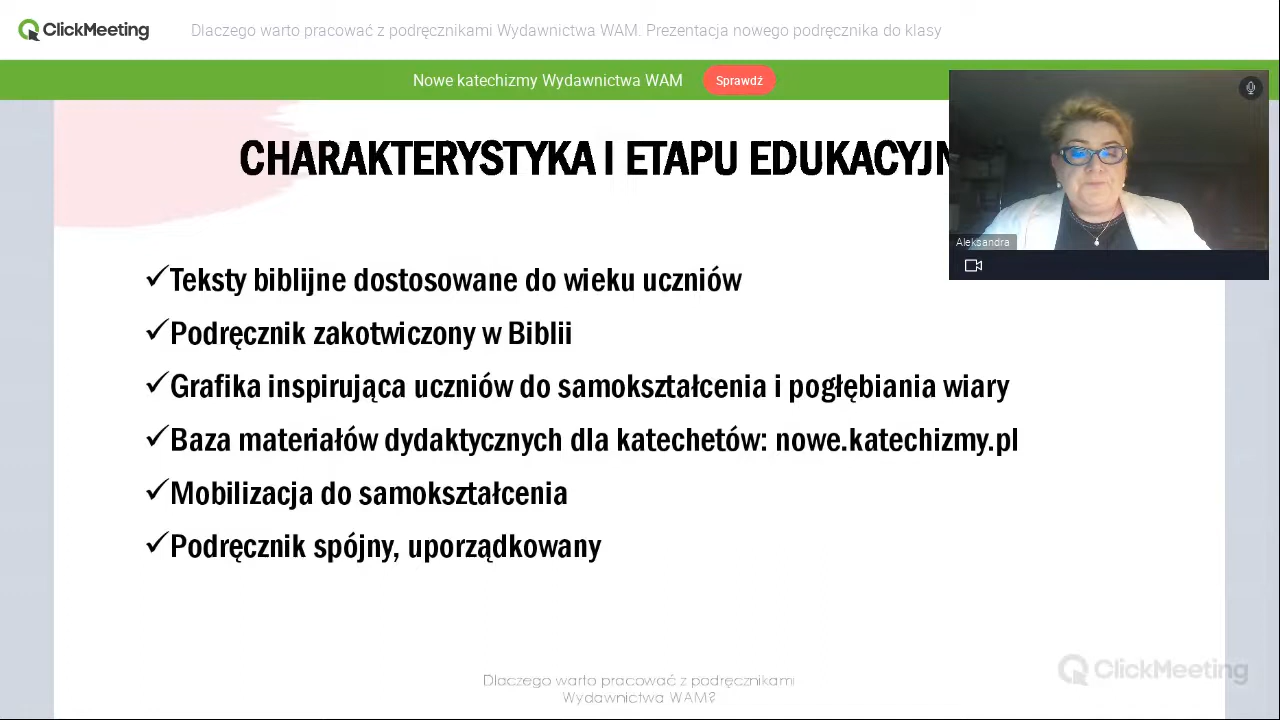 ClickMeeting
Dlaczego warto pracować z podręcznikami Wydawnictwa WAM. Prezentacja nowego podręcznika do klasy
Nowe katechizmy Wydawnictwa WAM
Sprawdź
CHARAKTERYSTYKA I ETAPU
Aleksandra
✓Teksty biblijne dostosowane do wieku uczniów
✓Podręcznik zakotwiczony w Biblii
✓Grafika inspirująca uczniów do samokształcenia i pogłębiania wiary
✓Baza materiałów dydaktycznych dla katechetów: nowe.katechizmy.pl
✓Mobilizacja do samokształcenia
✓Podręcznik spójny, uporządkowany
ClickMeeting
Dlaczego warto pracować z podręcznikami
Wydawnictwa WAM?